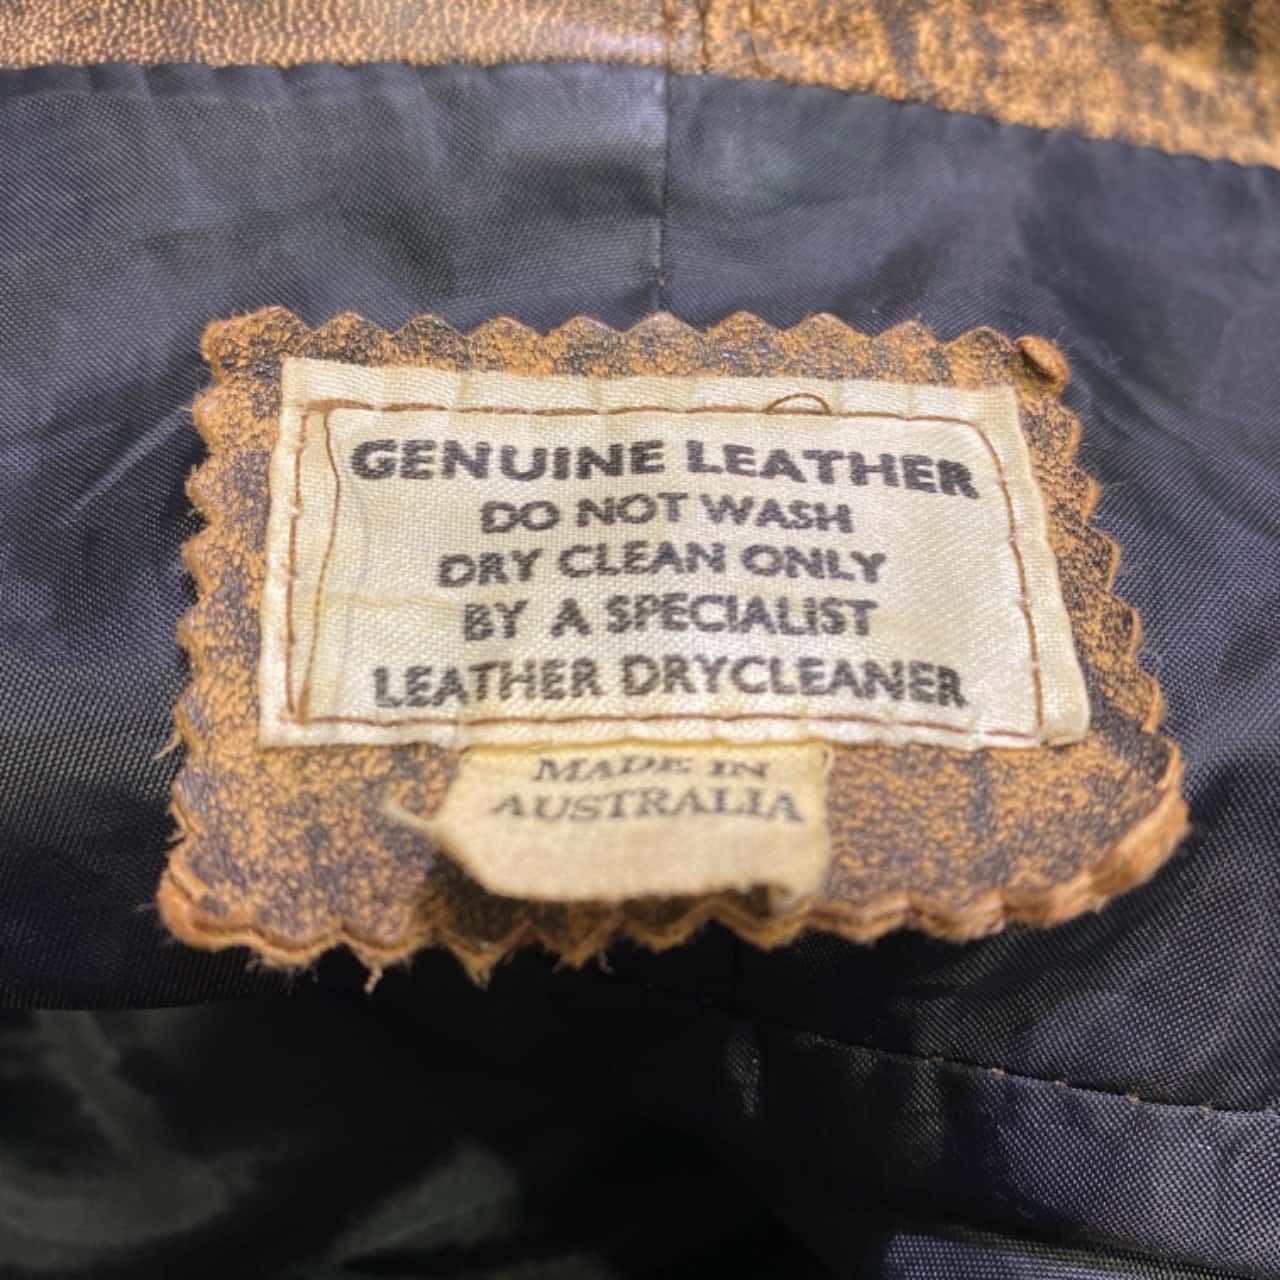 GENUINE LEATHER
DO NOT WASH
DRY CLEAN ONLY
BY A SPECIALIST
LEATHER DRYCLEANER
MADE IN
AUSTRALIA